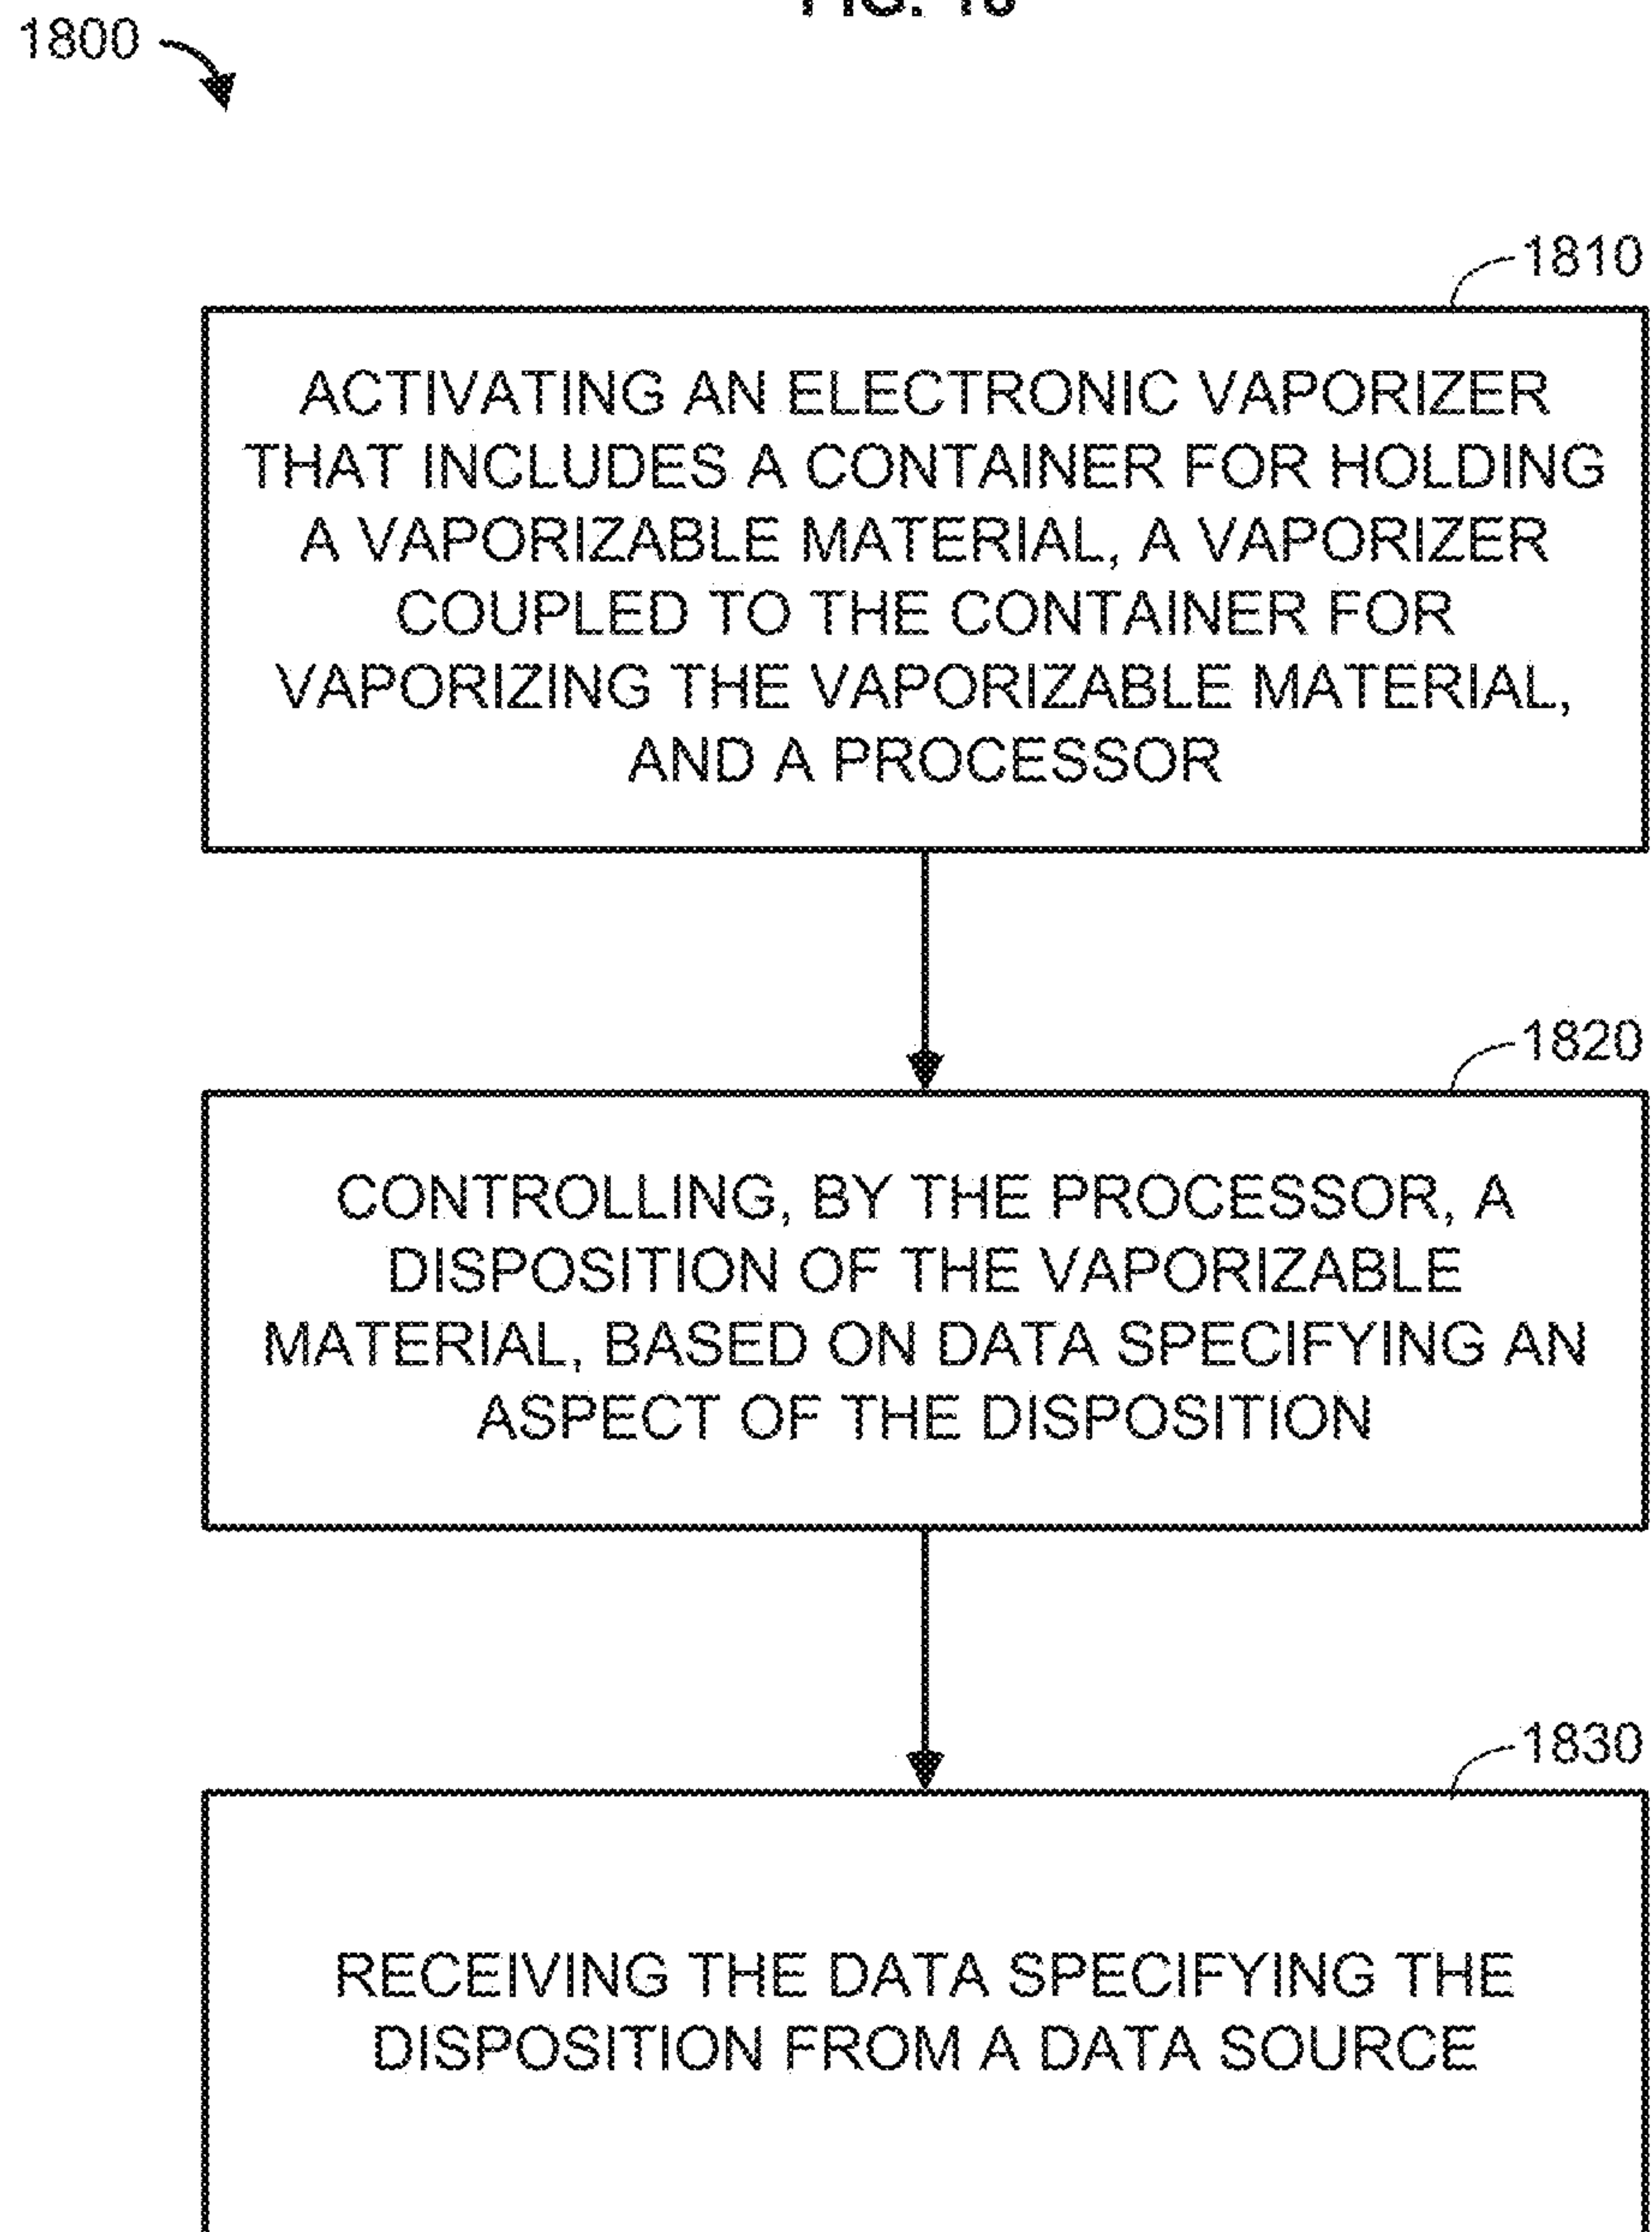 1800
1810
ACTIVATING AN ELECTRONIC VAPORIZER
THAT INCLUDES A CONTAINER FOR HOLDING
A VAPORIZABLE MATERIAL, A VAPORIZER
COUPLED TO THE CONTAINER FOR
VAPORIZING THE VAPORIZABLE MATERIAL,
AND A PROCESSOR
1820
CONTROLLING, BY THE PROCESSOR, A
DISPOSITION OF THE VAPORIZABLE
MATERIAL, BASED ON DATA SPECIFYING AN
ASPECT OF THE DISPOSITION
1830
RECEIVING THE DATA SPECIFYING THE
DISPOSITION FROM A DATA SOURCE